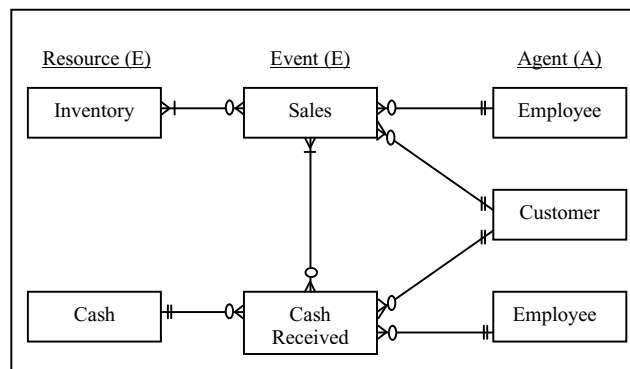 Resource (E) Event (E) Agent (A)
Inventory Sales Employee
Customer
Cash Cash Employee
Received